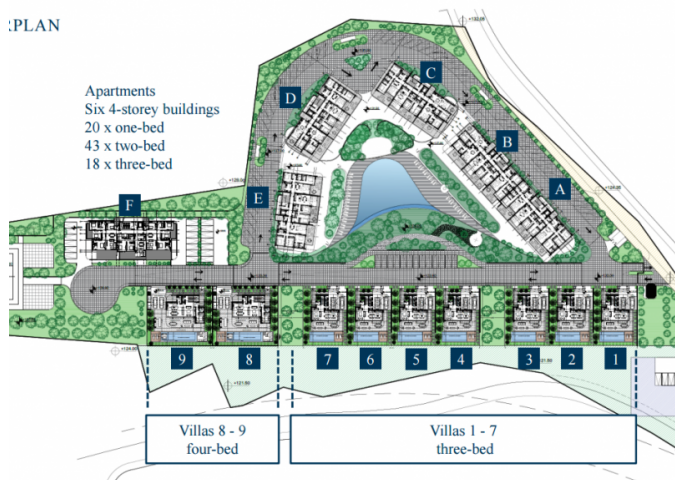 RPLAN
Apartments
Six 4-storey buildings
20 x one-bed
43 x two-bed
18 x three-bed
C
D
B
A
E
F
9
8
7
6
5
4
3
2
1
Villas 8 - 9
four-bed
Villas 1 - 7
three-bed